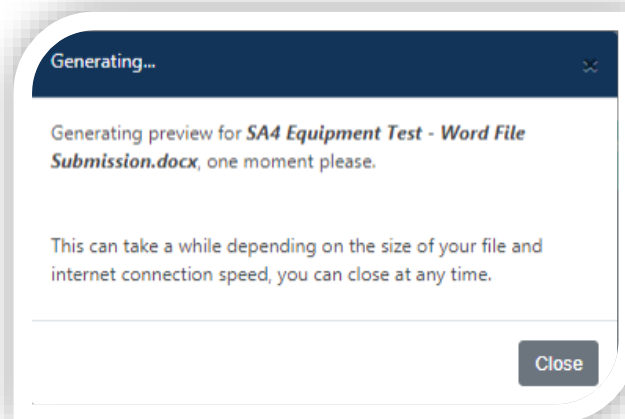 Generating...
Generating preview for SA4 Equipment Test - Word File
Submission.docx, one moment please.
This can take a while depending on the size of your file and
internet connection speed, you can close at any time.
Close